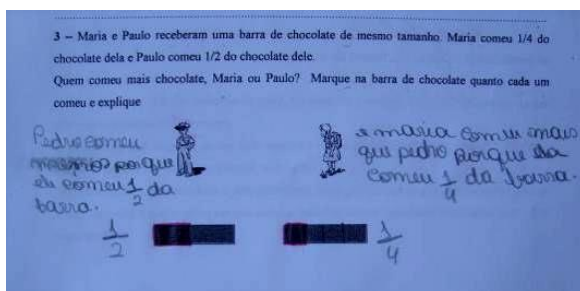 3 – Maria e Paulo receberam uma barra de chocolate de mesmo tamanho. Maria comeu 1/4 do
chocolate dela e Paulo comeu 1/2 do chocolate dele.
Quem comeu mais chocolate, Maria ou Paulo? Marque na barra de chocolate quanto cada um
comeu e explique
Pedro comeu
porque
ele comeu 1/2 da
barra.
e maria comeu mais
que pedro porque ela
comeu 1/4 da barra.
1/2
1/4